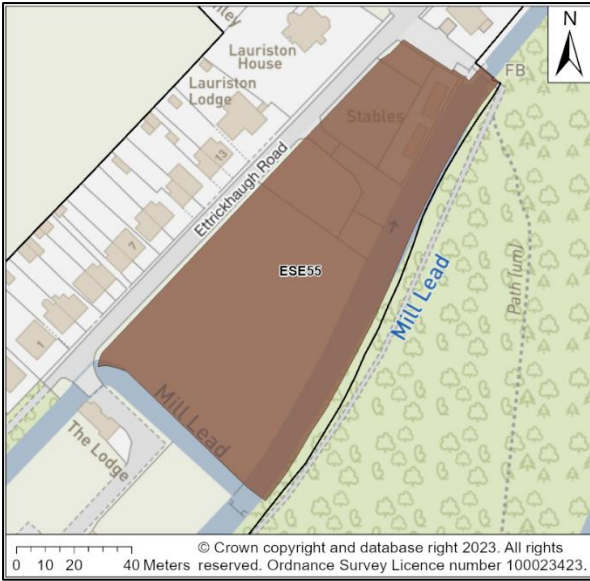 N
nley
Lauriston
House
Lauriston
Lodge
FB
Stables
13
Ettrickhaugh Road
7
ESE55
Path (um)
Mill Lead
1
Mill Lead
The Lodge
© Crown copyright and database right 2023. All rights
0 10 20 40 Meters reserved. Ordnance Survey Licence number 100023423.